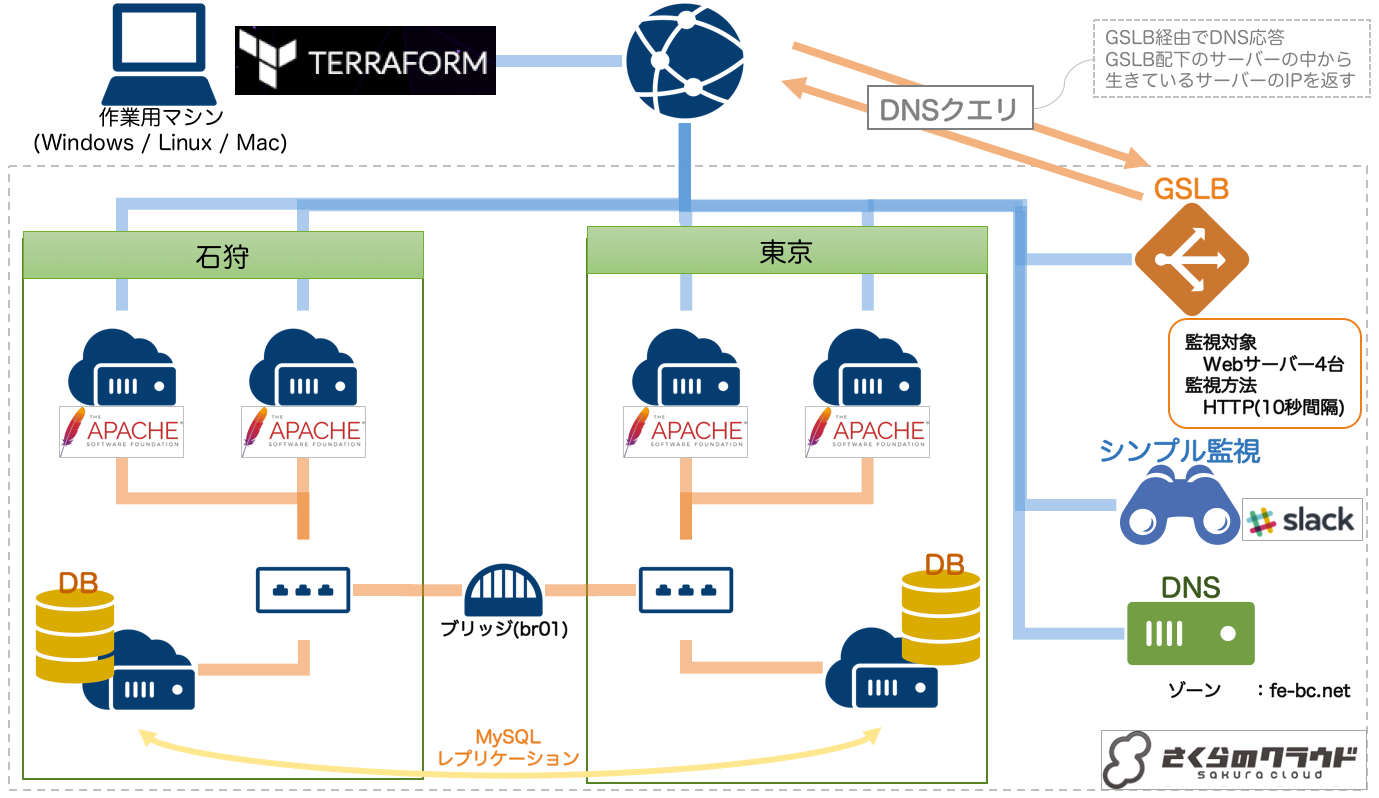 TERRAFORM
作業用マシン
(Windows / Linux / Mac)
GSLB経由でDNS応答
GSLB配下のサーバーの中から
生きているサーバーのIPを返す
DNSクエリ
GSLB
石狩
東京
監視対象
Webサーバー4台
監視方法
HTTP(10秒間隔)
THE
APACHE®
SOFTWARE FOUNDATION
THE
APACHE®
SOFTWARE FOUNDATION
THE
APACHE®
SOFTWARE FOUNDATION
THE
APACHE®
SOFTWARE FOUNDATION
シンプル監視
slack
DB
DB
ブリッジ(br01)
DNS
ゾーン ：fe-bc.net
MySQL
レプリケーション
さくらのクラウド
sakura cloud